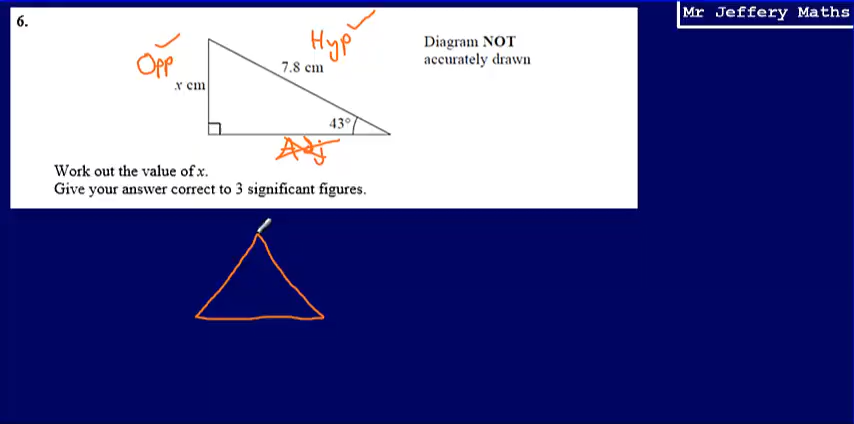 Mr Jeffery Maths
6.
Opp
Hyp
Diagram NOT
accurately drawn
7.8 cm
x cm
43°
Adj
Work out the value of x.
Give your answer correct to 3 significant figures.